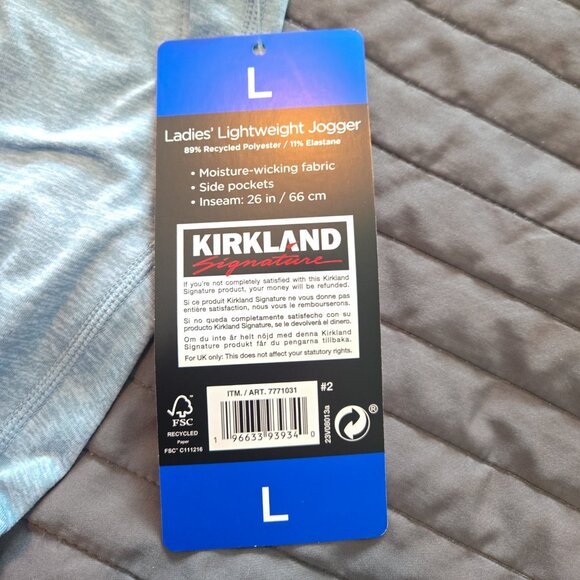 L
Ladies' Lightweight Jogger
89% Recycled Polyester / 11% Elastane
• Moisture-wicking fabric
• Side pockets
• Inseam: 26 in / 66 cm
KIRKLAND
Signature
If you're not completely satisfied with this Kirkland
Signature product, your money will be refunded.
Si ce produit Kirkland Signature ne vous donne pas
entière satisfaction, nous vous le rembourserons.
Si no queda completamente satisfecho con su
producto Kirkland Signature, se le devolverá el dinero.
Om du inte är helt nöjd med denna Kirkland
Signature produkt får du pengarna tillbaka.
For UK only: This does not affect your statutory rights.
ITM. / ART. 7771031
#2
1 96633 93934 0
23V08013a
®
FSC
RECYCLED
Paper
FSC® C111216
L